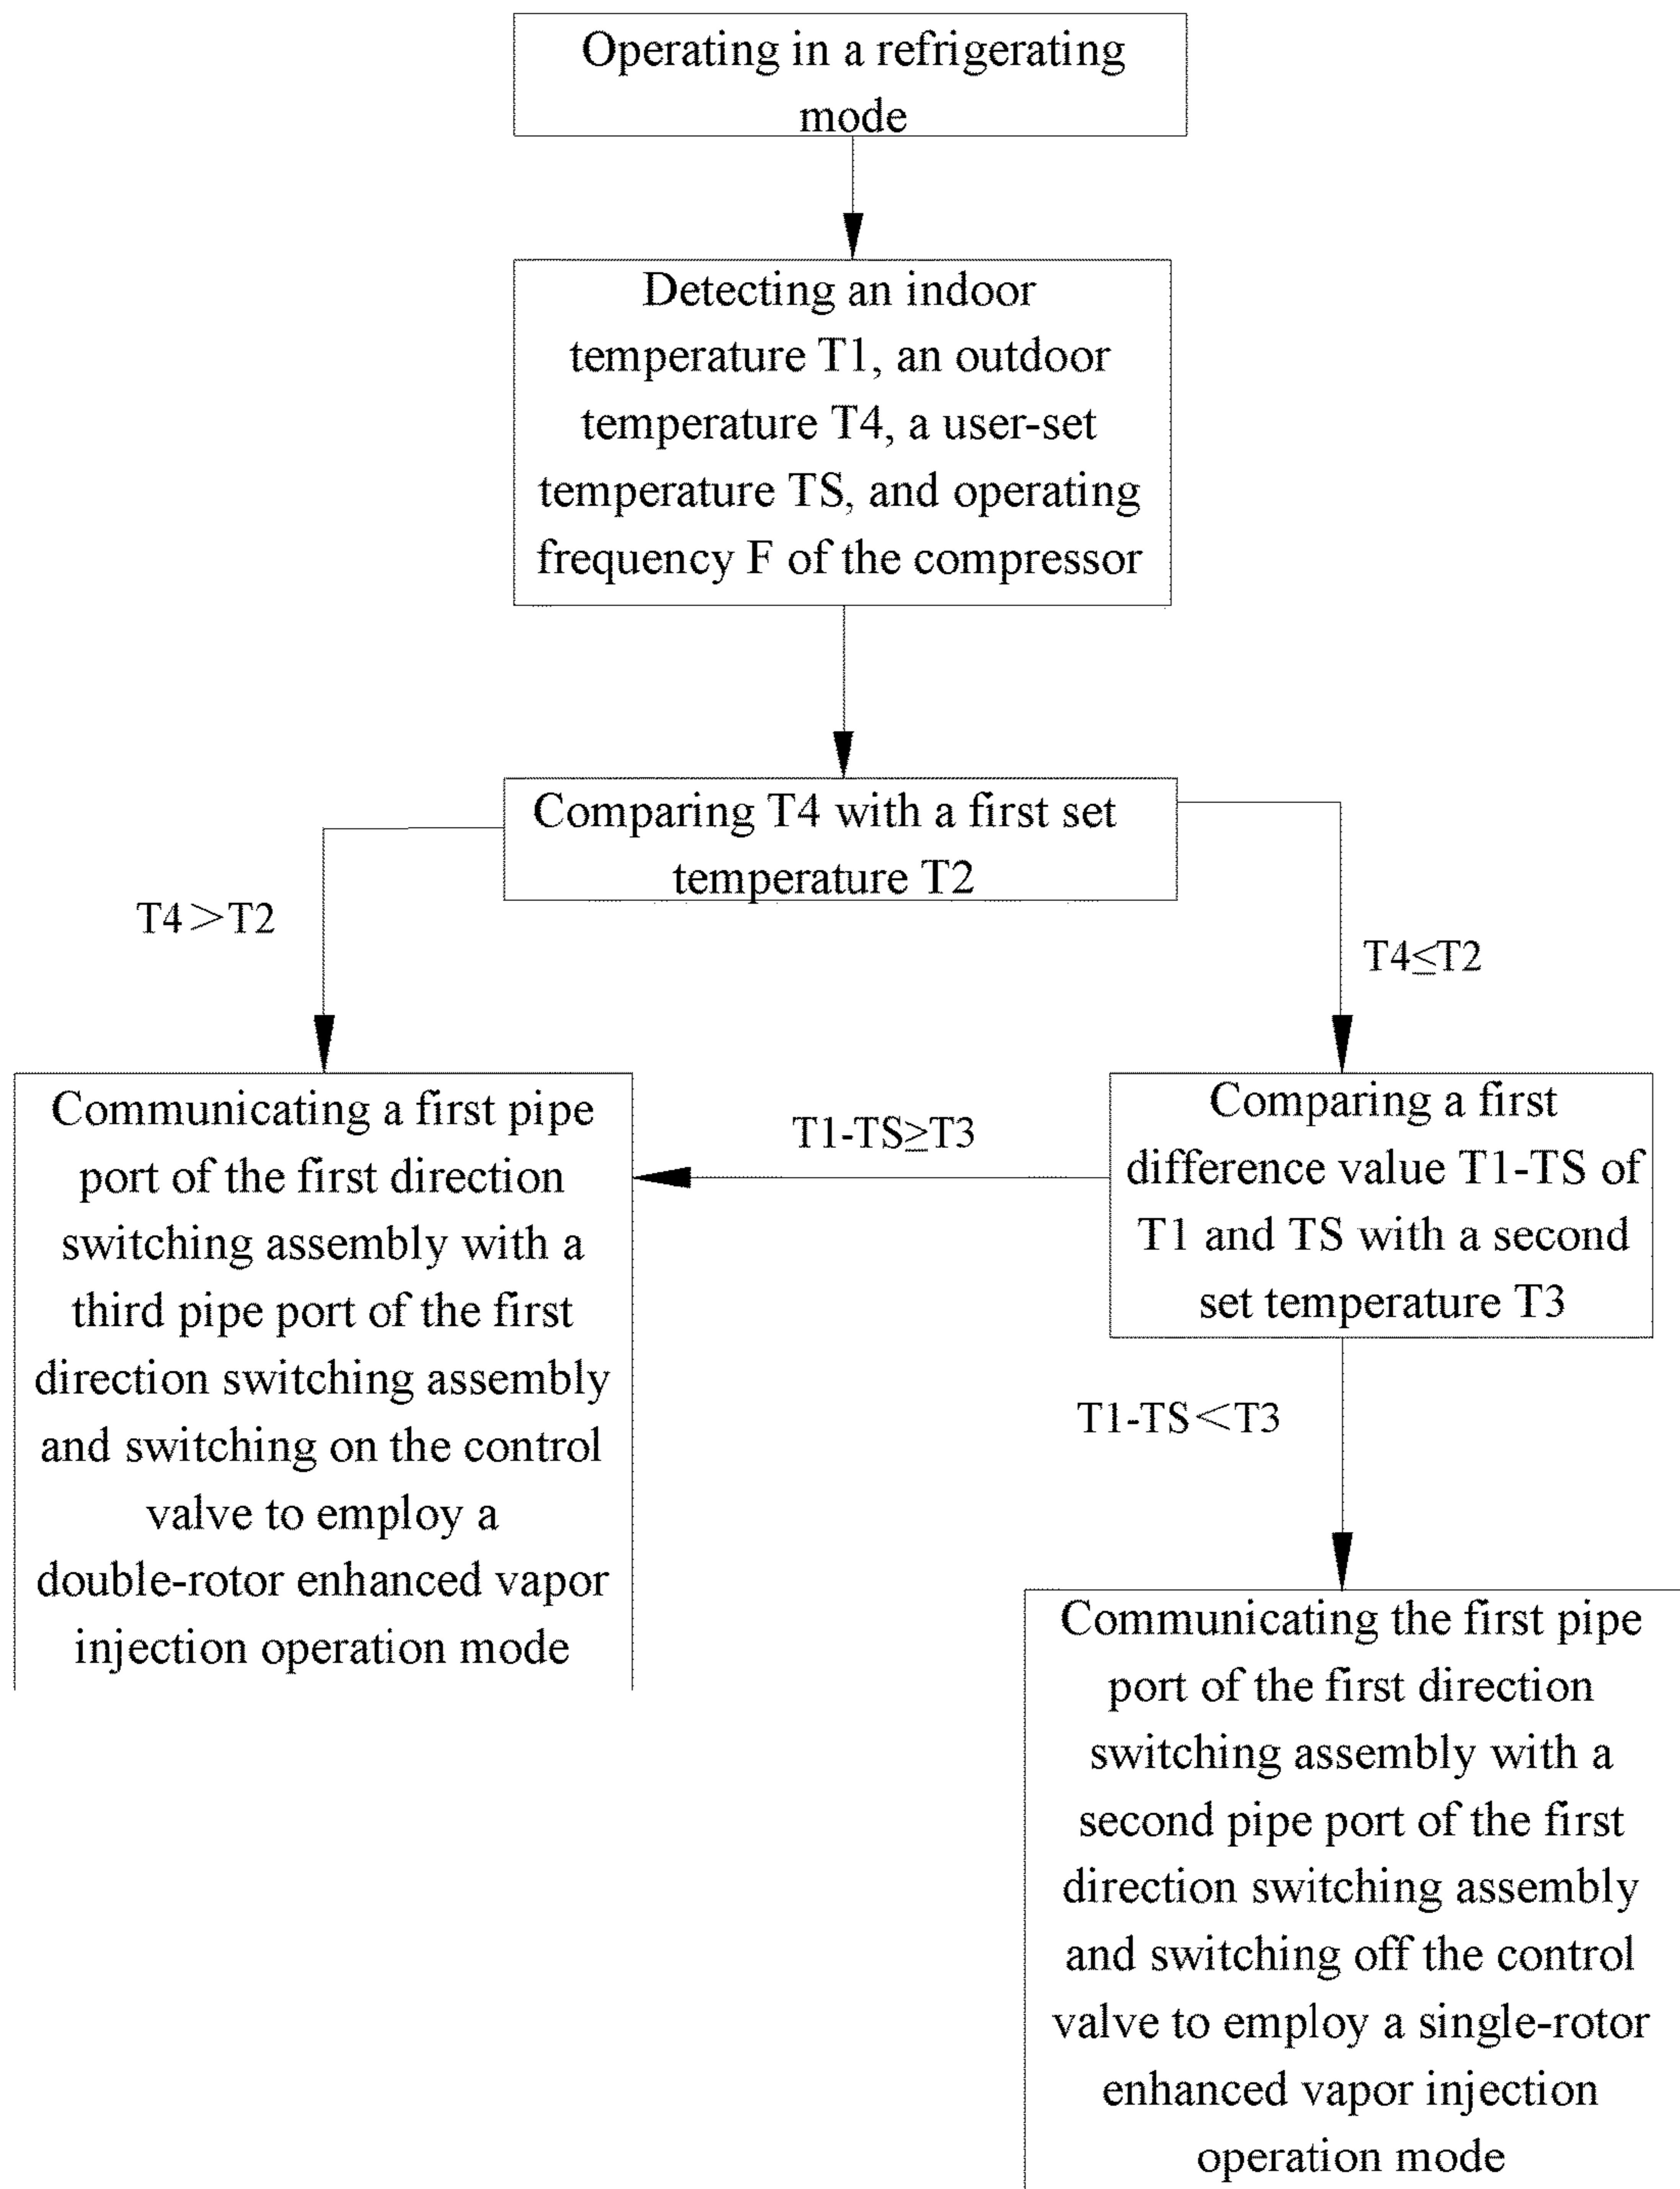 Operating in a refrigerating
mode
Detecting an indoor
temperature T1, an outdoor
temperature T4, a user-set
temperature TS, and operating
frequency F of the compressor
Comparing T4 with a first set
temperature T2
T4＞T2
T4≤T2
Communicating a first pipe
port of the first direction
switching assembly with a
third pipe port of the first
direction switching assembly
and switching on the control
valve to employ a
double-rotor enhanced vapor
injection operation mode
T1-TS≥T3
Comparing a first
difference value T1-TS of
T1 and TS with a second
set temperature T3
T1-TS＜T3
Communicating the first pipe
port of the first direction
switching assembly with a
second pipe port of the first
direction switching assembly
and switching off the control
valve to employ a single-rotor
enhanced vapor injection
operation mode